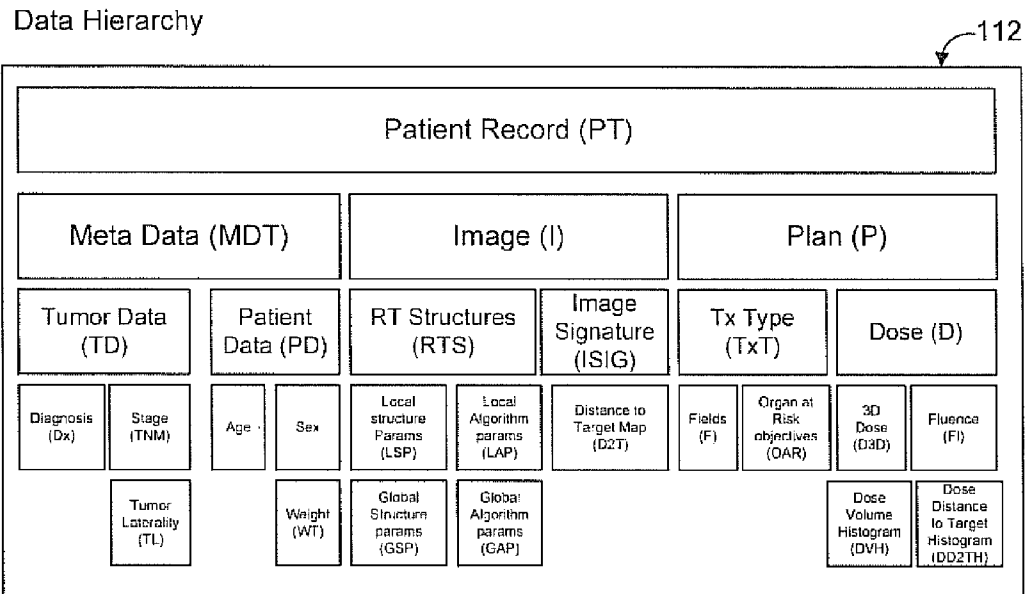 Data Hierarchy
112
Patient Record (PT)
Meta Data (MDT)
Image (I)
Plan (P)
Tumor Data
(TD)
Patient
Data (PD)
RT Structures
(RTS)
Image
Signature
(ISIG)
Tx Type
(TxT)
Dose (D)
Diagnosis
(Dx)
Stage
(TNM)
Age
Sex
Local
structure
Params
(LSP)
Local
Algorithm
params
(LAP)
Distance to
Target Map
(D2T)
Fields
(F)
Organ at
Risk
objectives
(OAR)
3D
Dose
(D3D)
Fluence
(Fl)
Tumor
Laterality
(TL)
Weight
(WT)
Global
Structure
params
(GSP)
Global
Algorithm
params
(GAP)
Dose
Volume
Histogram
(DVH)
Dose
Distance
to Target
Histogram
(DD2TH)